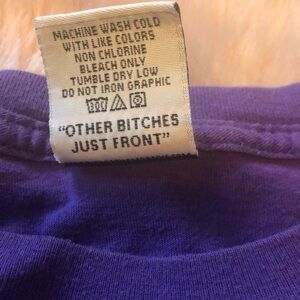 MACHINE WASH COLD
WITH LIKE COLORS
NON CHLORINE
BLEACH ONLY
TUMBLE DRY LOW
DO NOT IRON GRAPHIC
"OTHER BITCHES
JUST FRONT"